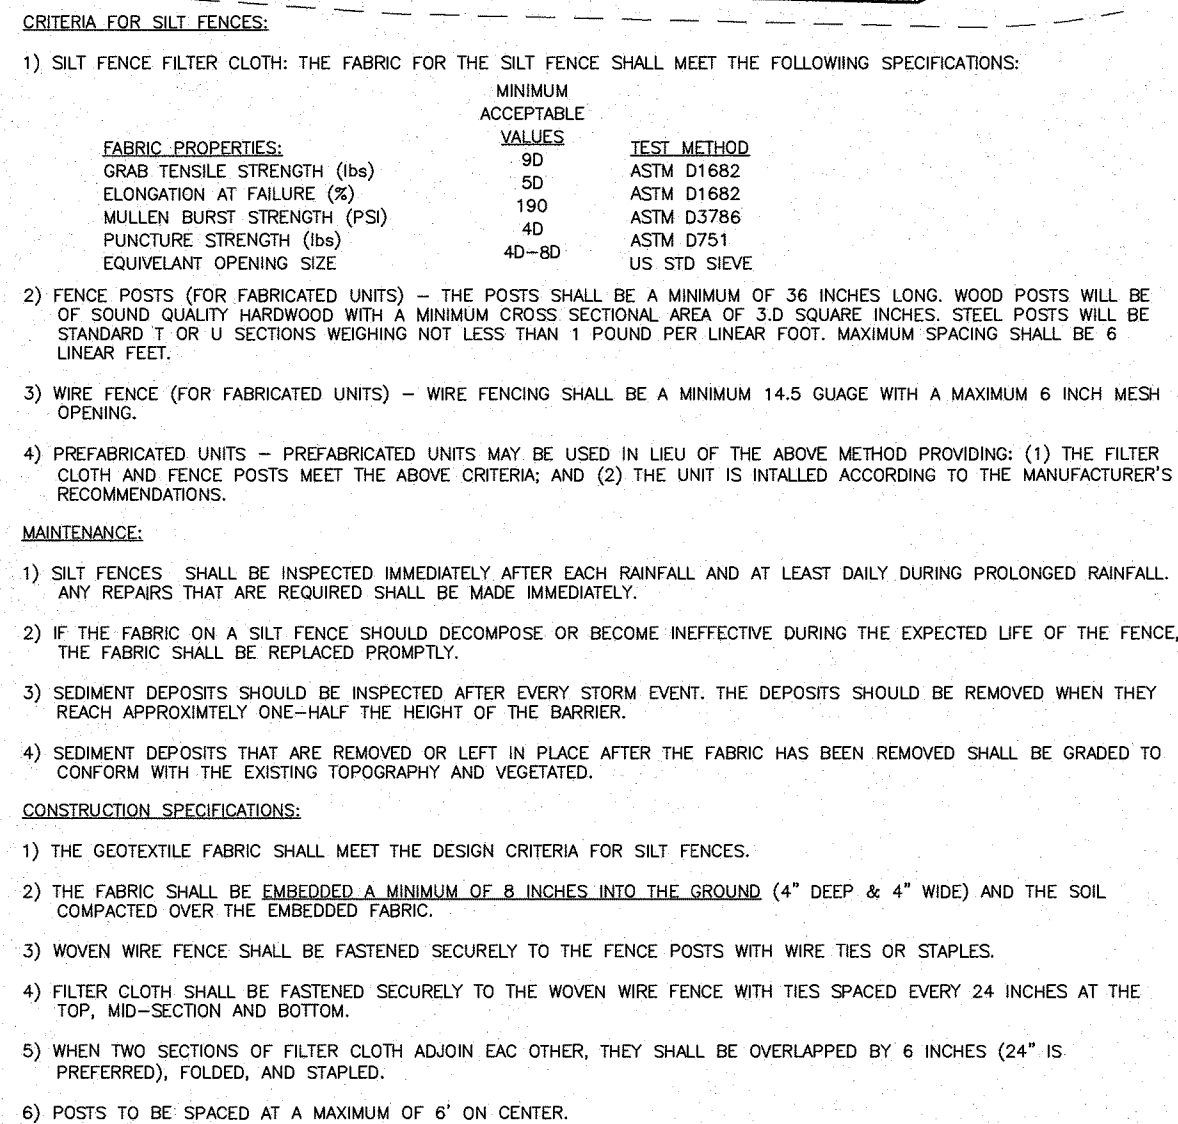 CRITERIA FOR SILT FENCES:
1) SILT FENCE FILTER CLOTH: THE FABRIC FOR THE SILT FENCE SHALL MEET THE FOLLOWIING SPECIFICATIONS:
MINIMUM
ACCEPTABLE
FABRIC PROPERTIES: VALUES TEST METHOD
GRAB TENSILE STRENGTH (lbs) 9D ASTM D1682
ELONGATION AT FAILURE (%) 5D ASTM D1682
MULLEN BURST STRENGTH (PSI) 190 ASTM D3786
PUNCTURE STRENGTH (lbs) 4D ASTM D751
EQUIVELANT OPENING SIZE 4D-8D US STD SIEVE
2) FENCE POSTS (FOR FABRICATED UNITS) – THE POSTS SHALL BE A MINIMUM OF 36 INCHES LONG. WOOD POSTS WILL BE
OF SOUND QUALITY HARDWOOD WITH A MINIMUM CROSS SECTIONAL AREA OF 3.D SQUARE INCHES. STEEL POSTS WILL BE
STANDARD T OR U SECTIONS WEIGHING NOT LESS THAN 1 POUND PER LINEAR FOOT. MAXIMUM SPACING SHALL BE 6
LINEAR FEET.
3) WIRE FENCE (FOR FABRICATED UNITS) – WIRE FENCING SHALL BE A MINIMUM 14.5 GUAGE WITH A MAXIMUM 6 INCH MESH
OPENING.
4) PREFABRICATED UNITS – PREFABRICATED UNITS MAY BE USED IN LIEU OF THE ABOVE METHOD PROVIDING: (1) THE FILTER
CLOTH AND FENCE POSTS MEET THE ABOVE CRITERIA; AND (2) THE UNIT IS INTALLED ACCORDING TO THE MANUFACTURER'S
RECOMMENDATIONS.
MAINTENANCE:
1) SILT FENCES SHALL BE INSPECTED IMMEDIATELY AFTER EACH RAINFALL AND AT LEAST DAILY DURING PROLONGED RAINFALL.
ANY REPAIRS THAT ARE REQUIRED SHALL BE MADE IMMEDIATELY.
2) IF THE FABRIC ON A SILT FENCE SHOULD DECOMPOSE OR BECOME INEFFECTIVE DURING THE EXPECTED LIFE OF THE FENCE,
THE FABRIC SHALL BE REPLACED PROMPTLY.
3) SEDIMENT DEPOSITS SHOULD BE INSPECTED AFTER EVERY STORM EVENT. THE DEPOSITS SHOULD BE REMOVED WHEN THEY
REACH APPROXIMTELY ONE-HALF THE HEIGHT OF THE BARRIER.
4) SEDIMENT DEPOSITS THAT ARE REMOVED OR LEFT IN PLACE AFTER THE FABRIC HAS BEEN REMOVED SHALL BE GRADED TO
CONFORM WITH THE EXISTING TOPOGRAPHY AND VEGETATED.
CONSTRUCTION SPECIFICATIONS:
1) THE GEOTEXTILE FABRIC SHALL MEET THE DESIGN CRITERIA FOR SILT FENCES.
2) THE FABRIC SHALL BE EMBEDDED A MINIMUM OF 8 INCHES INTO THE GROUND (4" DEEP & 4" WIDE) AND THE SOIL
COMPACTED OVER THE EMBEDDED FABRIC.
3) WOVEN WIRE FENCE SHALL BE FASTENED SECURELY TO THE FENCE POSTS WITH WIRE TIES OR STAPLES.
4) FILTER CLOTH SHALL BE FASTENED SECURELY TO THE WOVEN WIRE FENCE WITH TIES SPACED EVERY 24 INCHES AT THE
TOP, MID-SECTION AND BOTTOM.
5) WHEN TWO SECTIONS OF FILTER CLOTH ADJOIN EAC OTHER, THEY SHALL BE OVERLAPPED BY 6 INCHES (24" IS
PREFERRED), FOLDED, AND STAPLED.
6) POSTS TO BE SPACED AT A MAXIMUM OF 6' ON CENTER.